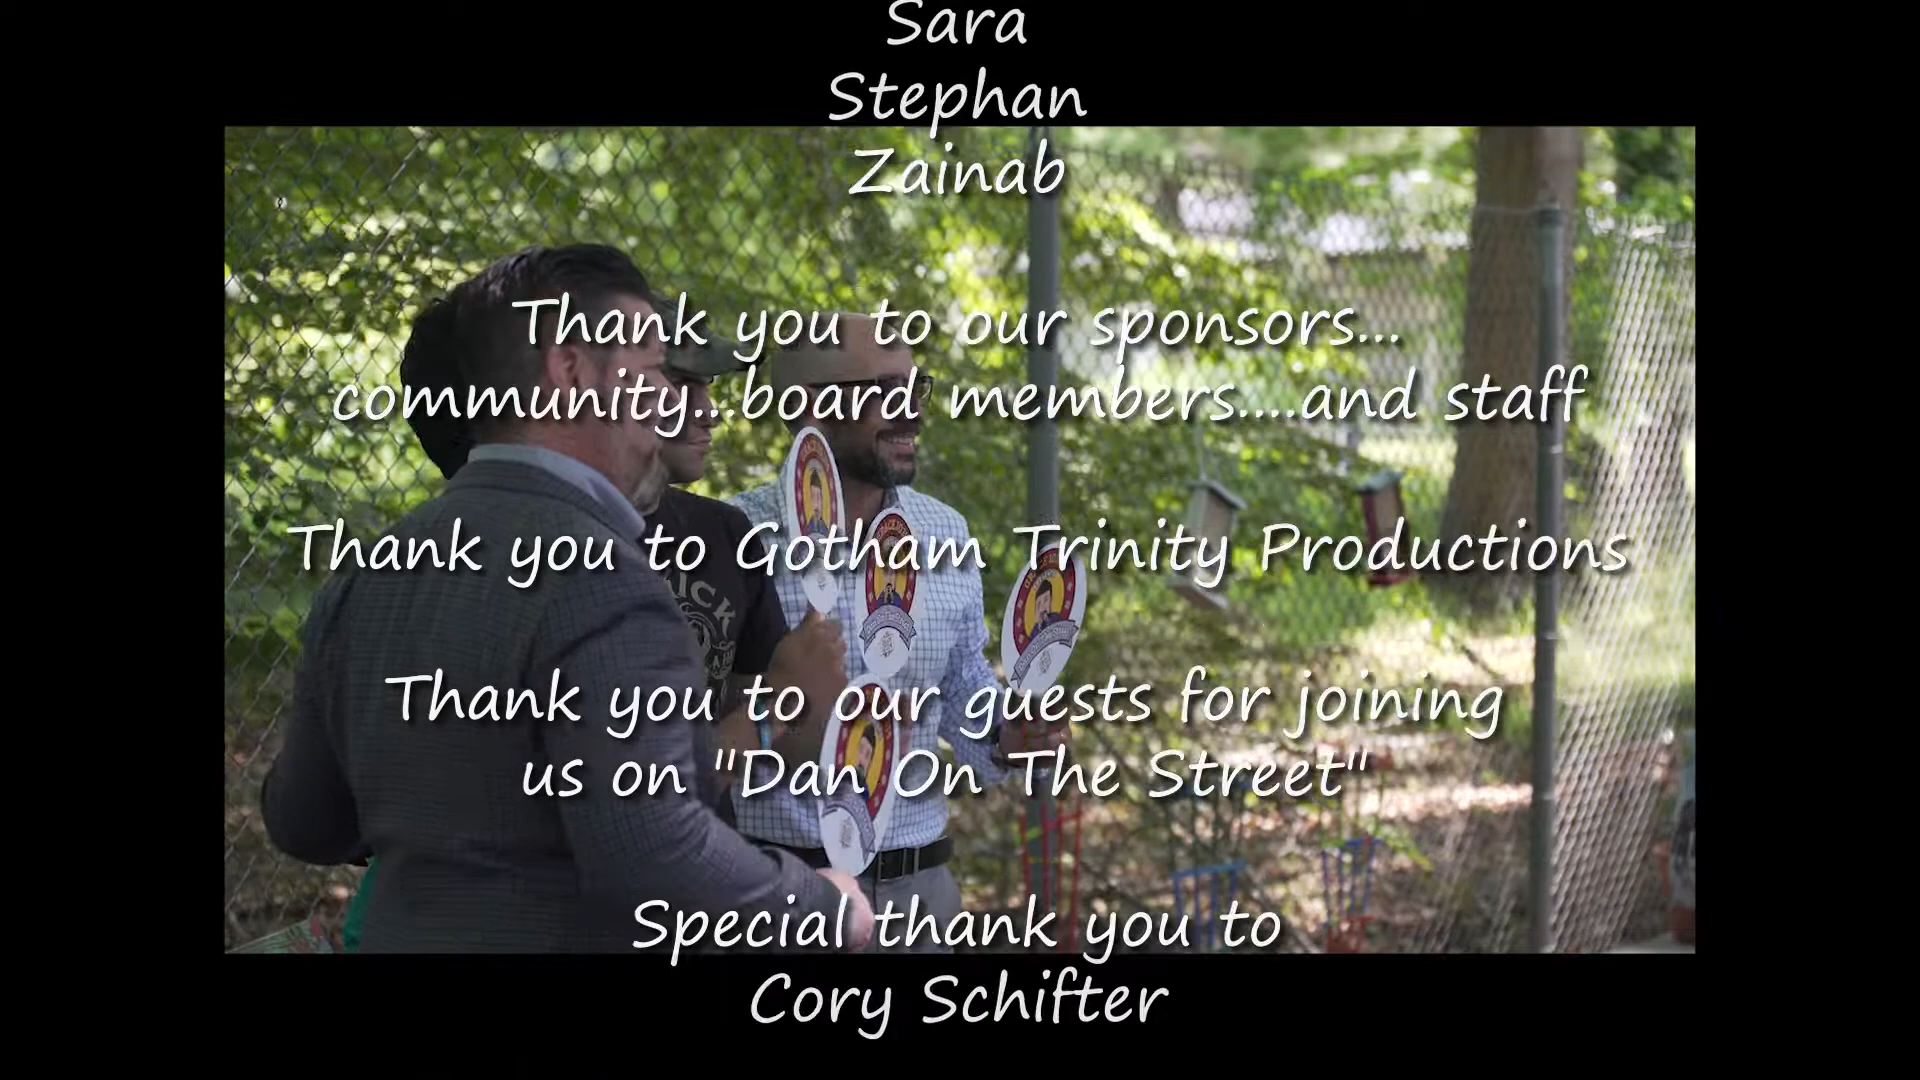 Sara
Stephan
Zainab
Thank you to our sponsors...
community...board members....and staff
Thank you to Gotham Trinity Productions
Thank you to our guests for joining
us on "Dan On The Street"
Special thank you to
Cory Schifter